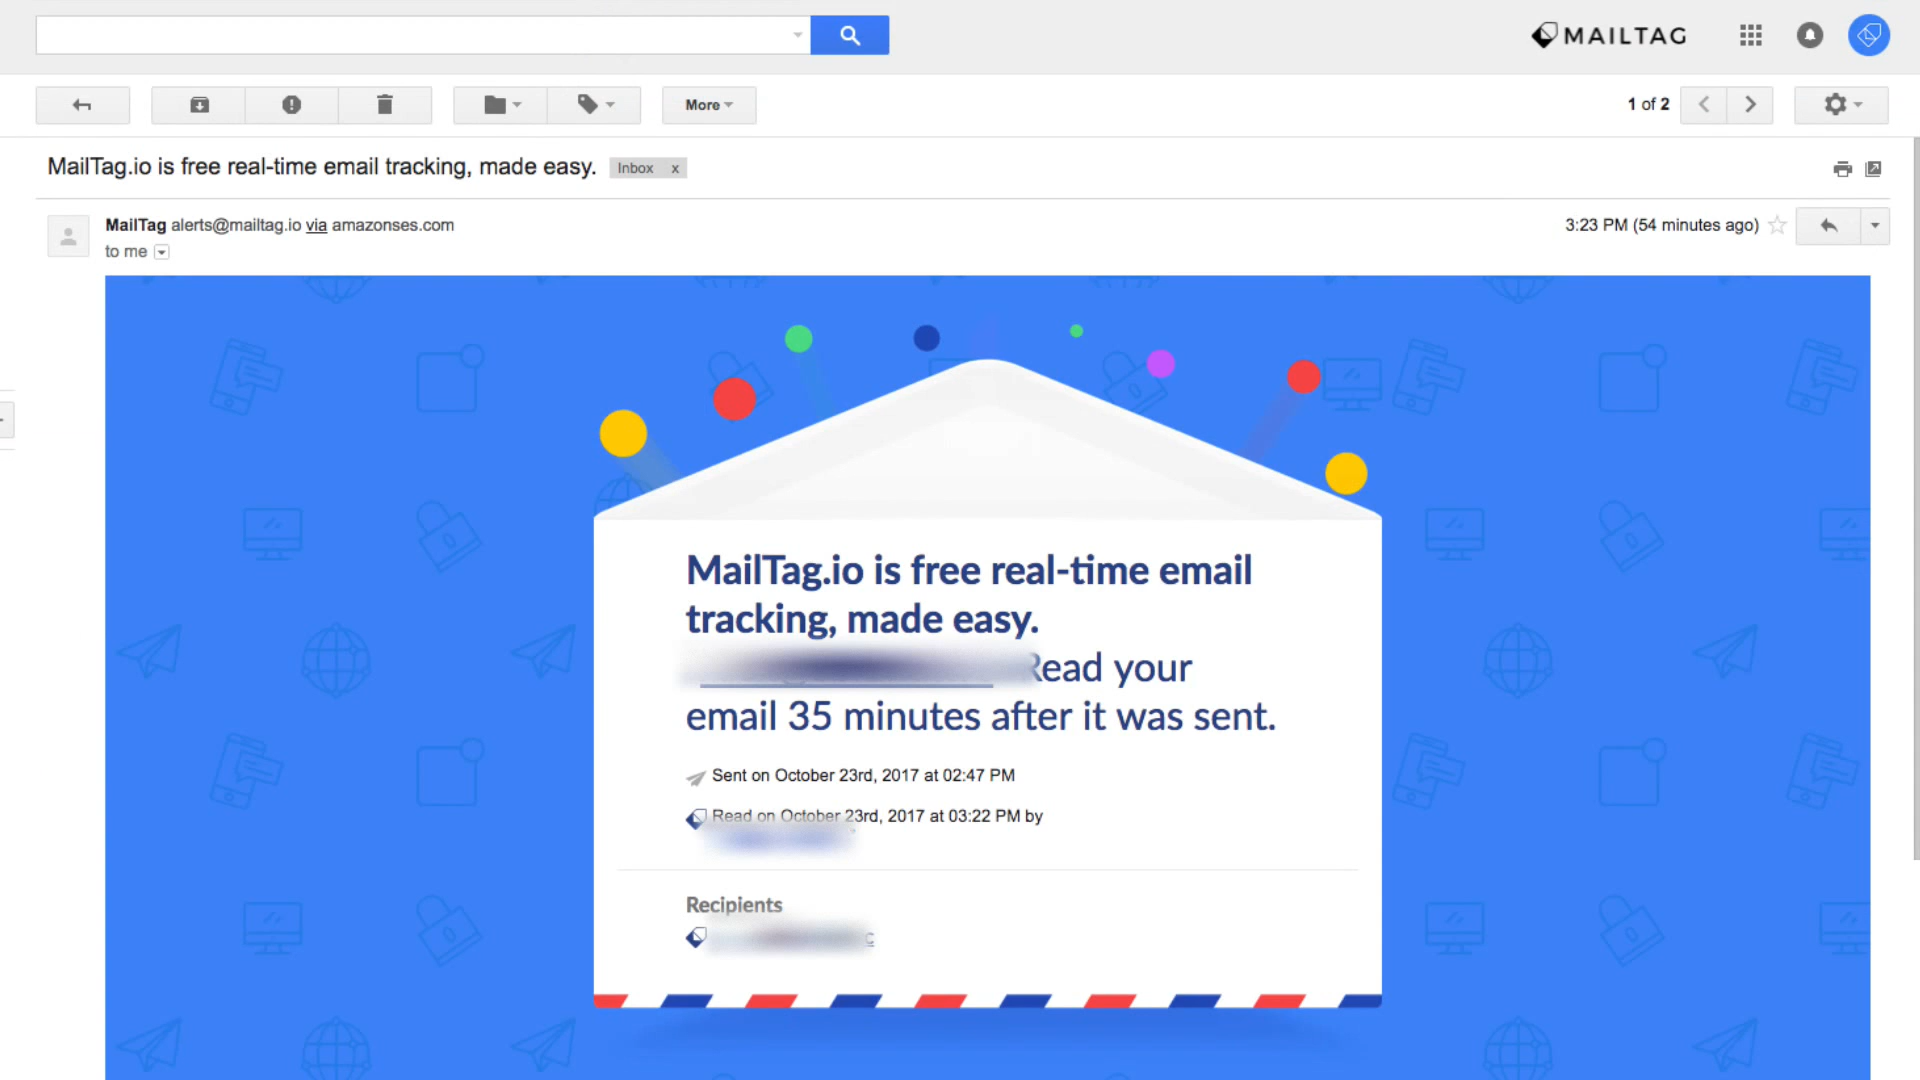 MAILTAG
More
1 of 2
MailTag.io is free real-time email tracking, made easy. Inbox x
MailTag alerts@mailtag.io via amazonses.com
3:23 PM (54 minutes ago)
to me
MailTag.io is free real-time email
tracking, made easy.
Read your
email 35 minutes after it was sent.
Sent on October 23rd, 2017 at 02:47 PM
Read on October 23rd, 2017 at 03:22 PM by
Recipients